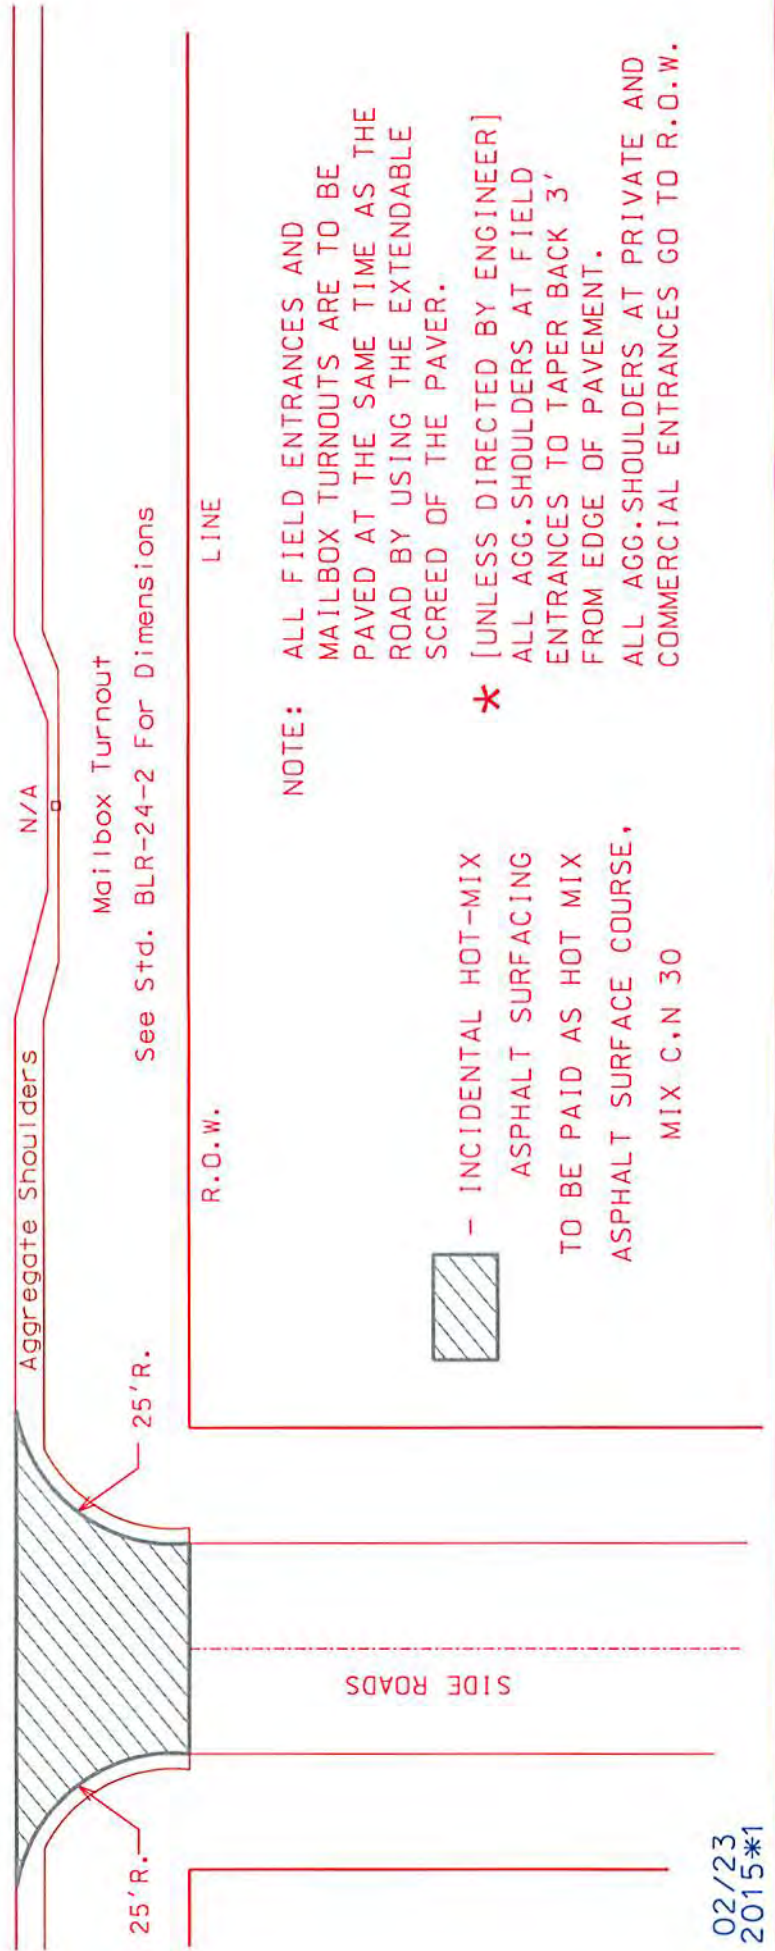 N/A
Aggregate Shoulders
Mailbox Turnout
See Std. BLR-24-2 For Dimensions
25'R.
25'R.
R.O.W.
LINE
SIDE ROADS
- INCIDENTAL HOT-MIX
ASPHALT SURFACING
TO BE PAID AS HOT MIX
ASPHALT SURFACE COURSE,
MIX C,N 30
NOTE: ALL FIELD ENTRANCES AND
MAILBOX TURNOUTS ARE TO BE
PAVED AT THE SAME TIME AS THE
ROAD BY USING THE EXTENDABLE
SCREED OF THE PAVER.
* [UNLESS DIRECTED BY ENGINEER]
ALL AGG.SHOULDERS AT FIELD
ENTRANCES TO TAPER BACK 3'
FROM EDGE OF PAVEMENT.
ALL AGG.SHOULDERS AT PRIVATE AND
COMMERCIAL ENTRANCES GO TO R.O.W.
02/23
2015*1